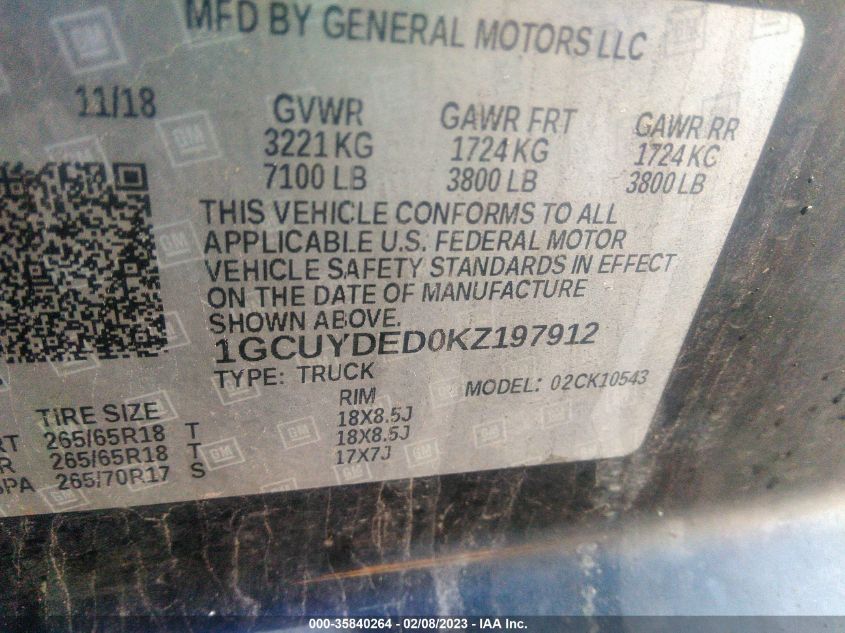 MFD BY GENERAL MOTORS LLC
11/18 GVWR GAWR FRT GAWR RR
3221 KG 1724 KG 1724 KG
7100 LB 3800 LB 3800 LB
THIS VEHICLE CONFORMS TO ALL
APPLICABLE U.S. FEDERAL MOTOR
VEHICLE SAFETY STANDARDS IN EFFECT
ON THE DATE OF MANUFACTURE
SHOWN ABOVE.
1GCUYDED0KZ197912
TYPE: TRUCK MODEL: 02CK10543
TIRE SIZE RIM
RT 265/65R18 T 18X8.5J
R 265/65R18 T 18X8.5J
SPA 265/70R17 S 17X7J
GM
000-35840264 - 02/08/2023 - IAA Inc.